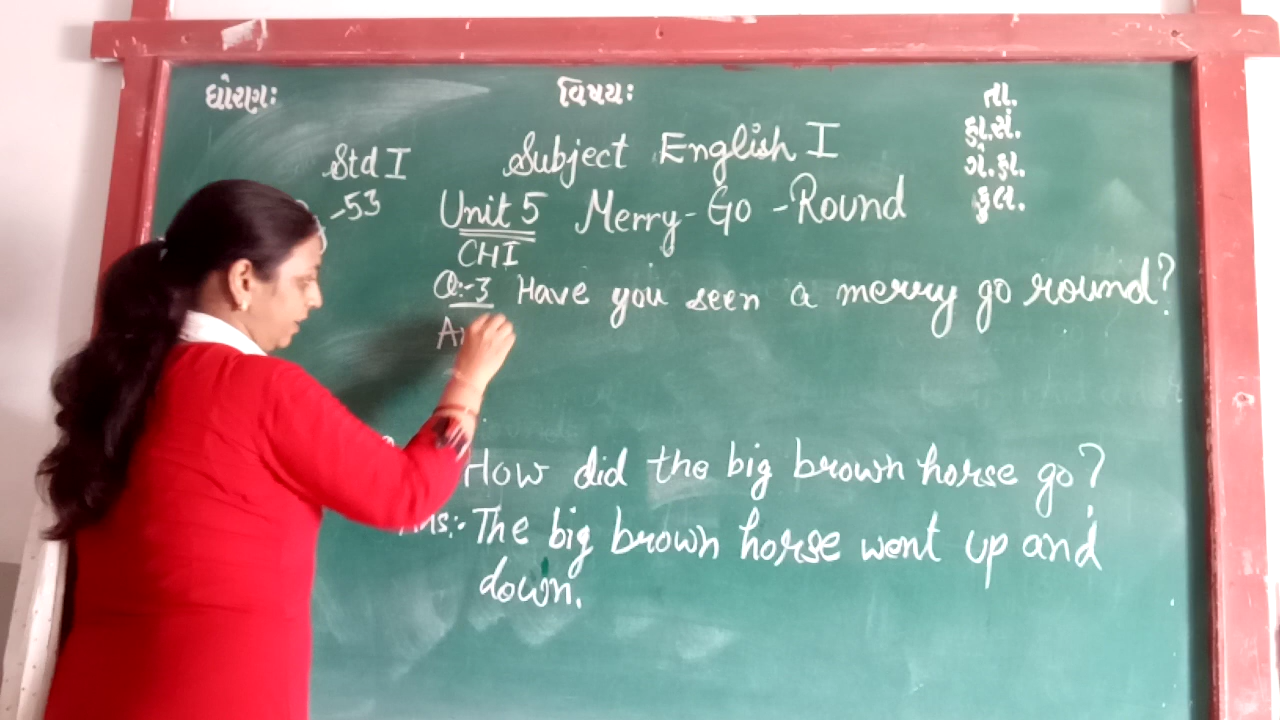 ધોરણ: વિષય: તા.
હા.સં.
ગે.હા.
કુલ.
Std I Subject English I
-53 Unit 5 Merry-Go-Round
CHI
Q:-3 Have you seen a merry go round?
How did the big brown horse go?
Ans:- The big brown horse went up and
down.